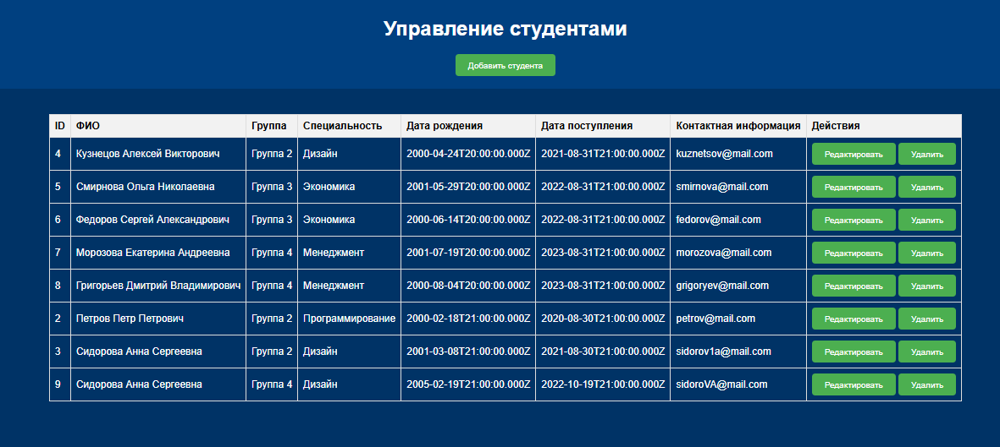 Управление студентами
Добавить студента
ID ФИО Группа Специальность Дата рождения Дата поступления Контактная информация Действия
4 Кузнецов Алексей Викторович Группа 2 Дизайн 2000-04-24T20:00:00.000Z 2021-08-31T21:00:00.000Z kuznetsov@mail.com Редактировать Удалить
5 Смирнова Ольга Николаевна Группа 3 Экономика 2001-05-29T20:00:00.000Z 2022-08-31T21:00:00.000Z smirnova@mail.com Редактировать Удалить
6 Федоров Сергей Александрович Группа 3 Экономика 2000-06-14T20:00:00.000Z 2022-08-31T21:00:00.000Z fedorov@mail.com Редактировать Удалить
7 Морозова Екатерина Андреевна Группа 4 Менеджмент 2001-07-19T20:00:00.000Z 2023-08-31T21:00:00.000Z morozova@mail.com Редактировать Удалить
8 Григорьев Дмитрий Владимирович Группа 4 Менеджмент 2000-08-04T20:00:00.000Z 2023-08-31T21:00:00.000Z grigoryev@mail.com Редактировать Удалить
2 Петров Петр Петрович Группа 2 Программирование 2000-02-18T21:00:00.000Z 2020-08-30T21:00:00.000Z petrov@mail.com Редактировать Удалить
3 Сидорова Анна Сергеевна Группа 2 Дизайн 2001-03-08T21:00:00.000Z 2021-08-30T21:00:00.000Z sidorov1a@mail.com Редактировать Удалить
9 Сидорова Анна Сергеевна Группа 4 Дизайн 2005-02-19T21:00:00.000Z 2022-10-19T21:00:00.000Z sidoroVA@mail.com Редактировать Удалить